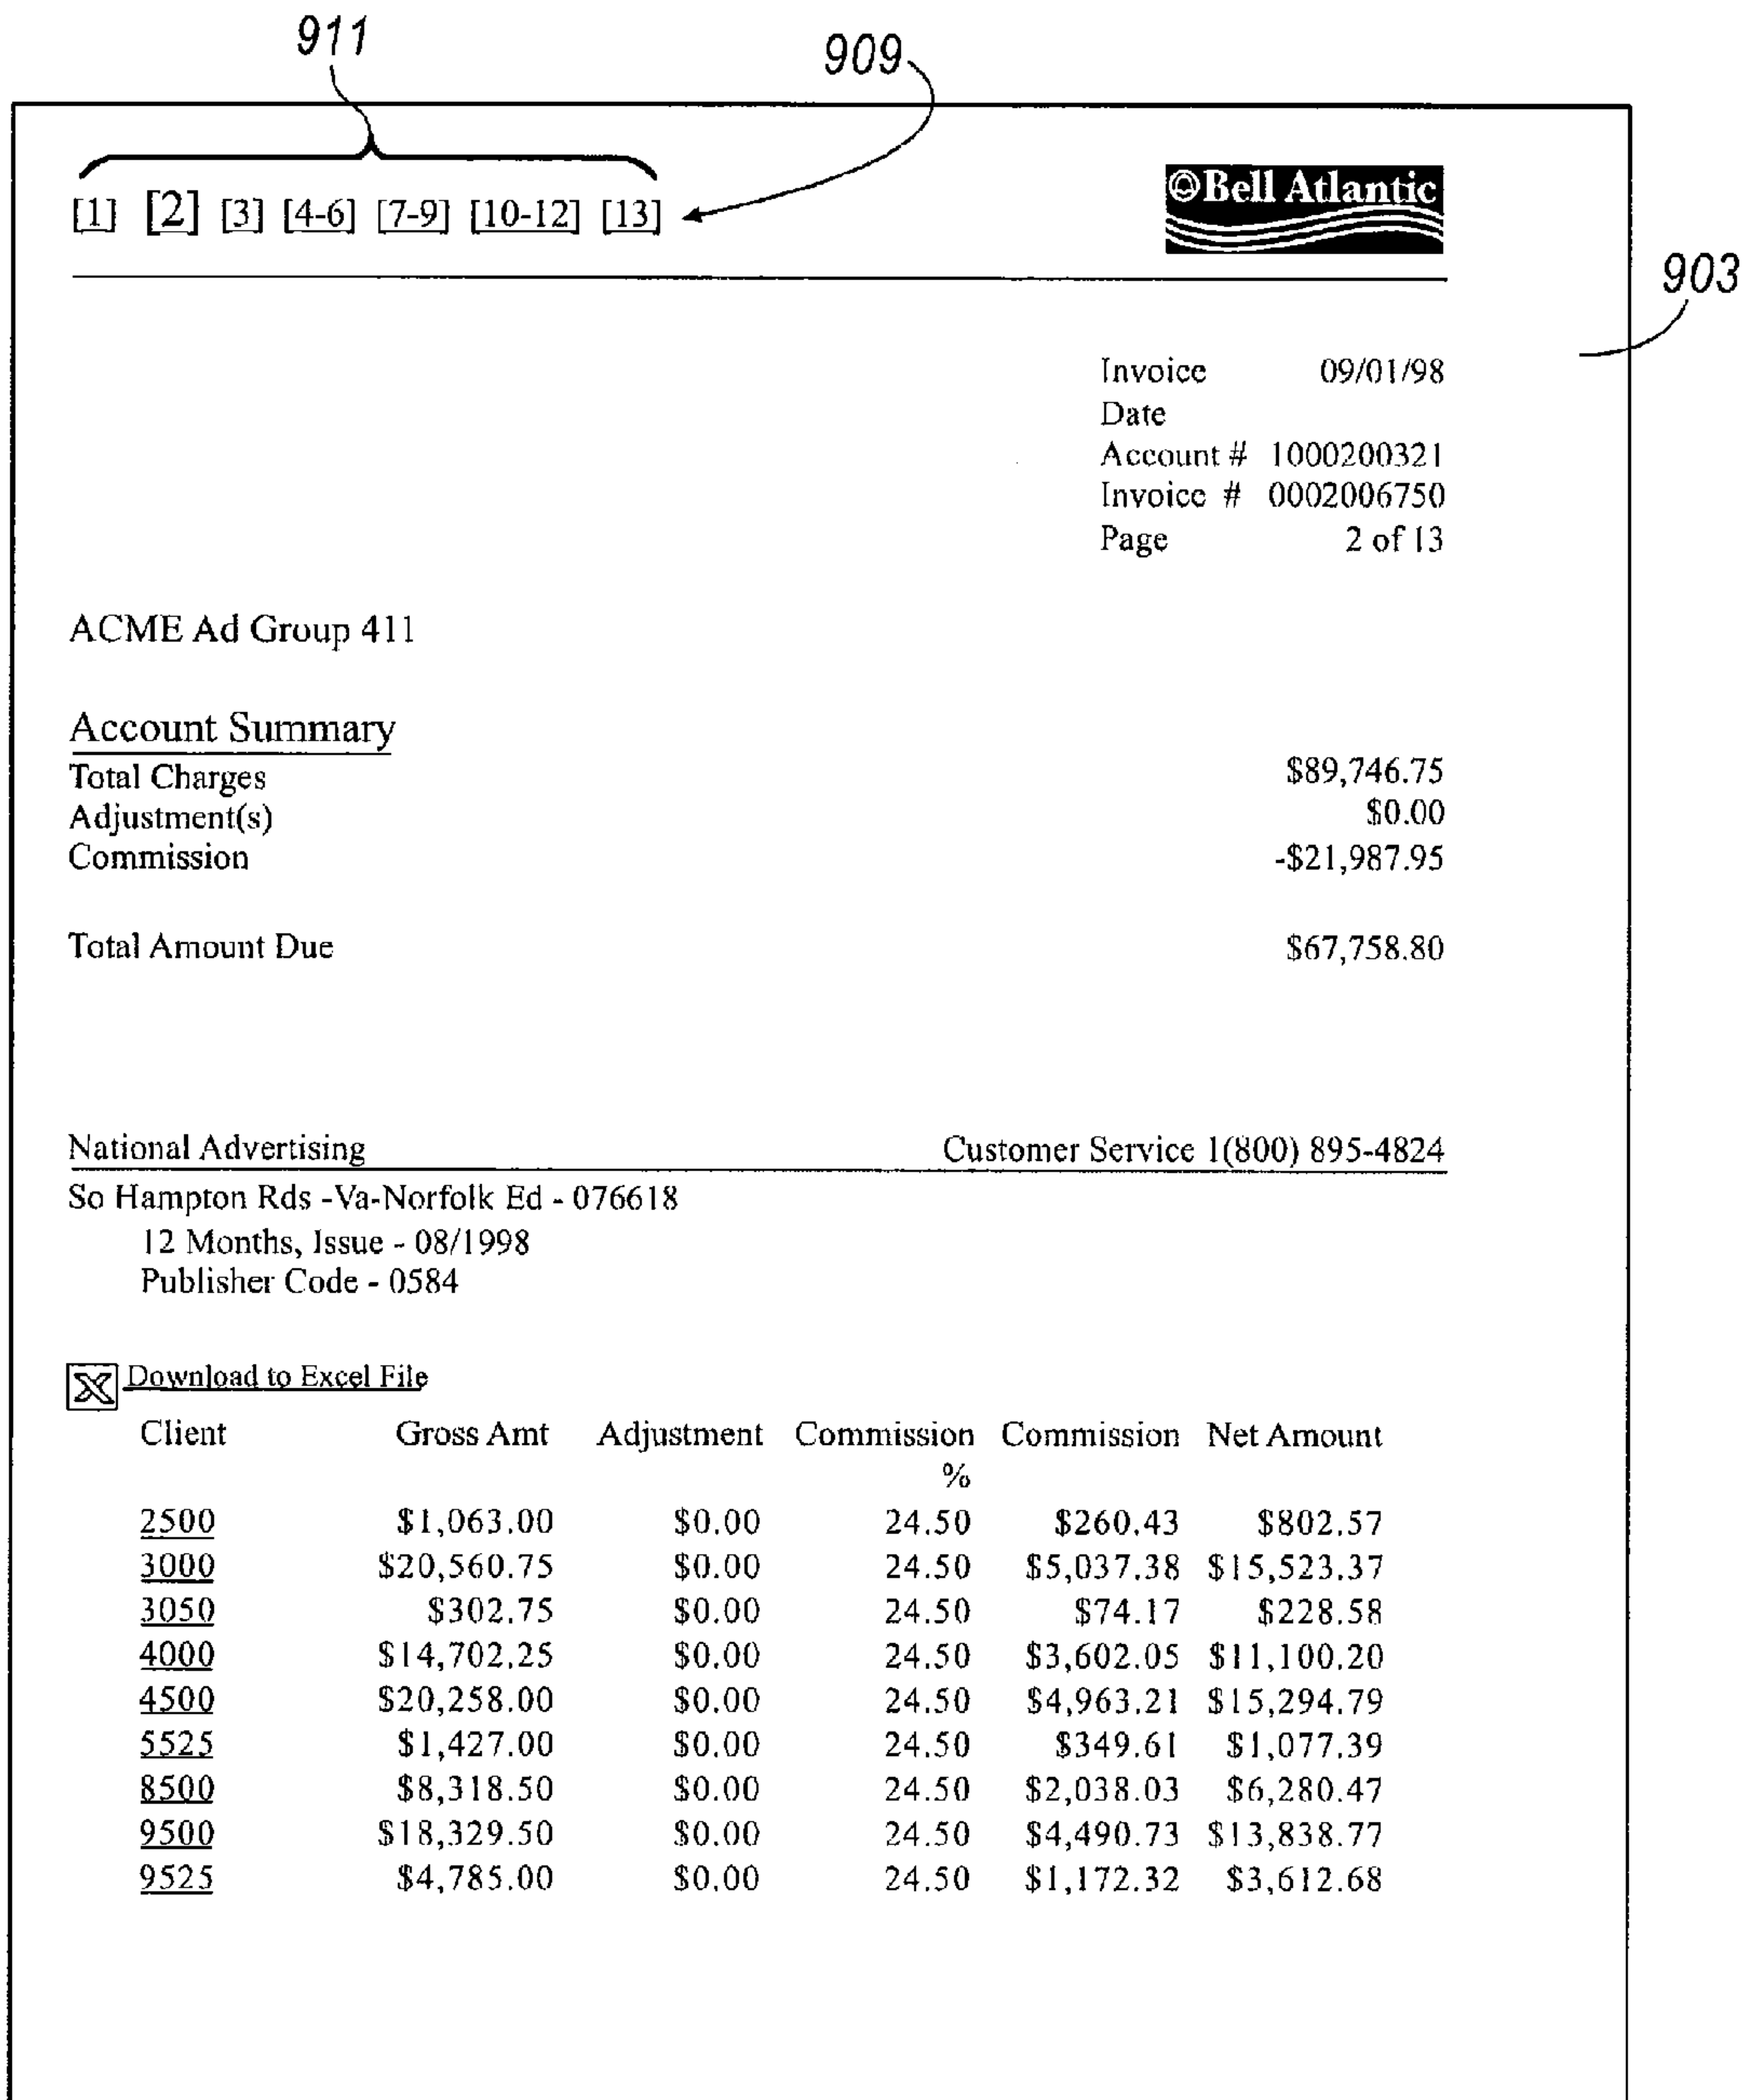 911
909
[1] [2] [3] [4-6] [7-9] [10-12] [13]
Bell Atlantic
903
Invoice 09/01/98
Date
Account # 1000200321
Invoice # 0002006750
Page 2 of 13
ACME Ad Group 411
Account Summary
Total Charges $89,746.75
Adjustment(s) $0.00
Commission -$21,987.95
Total Amount Due $67,758.80
National Advertising Customer Service 1(800) 895-4824
So Hampton Rds -Va-Norfolk Ed - 076618
12 Months, Issue - 08/1998
Publisher Code - 0584
Download to Excel File
Client Gross Amt Adjustment Commission Commission Net Amount
%
2500 $1,063.00 $0.00 24.50 $260.43 $802.57
3000 $20,560.75 $0.00 24.50 $5,037.38 $15,523.37
3050 $302.75 $0.00 24.50 $74.17 $228.58
4000 $14,702.25 $0.00 24.50 $3,602.05 $11,100.20
4500 $20,258.00 $0.00 24.50 $4,963.21 $15,294.79
5525 $1,427.00 $0.00 24.50 $349.61 $1,077.39
8500 $8,318.50 $0.00 24.50 $2,038.03 $6,280.47
9500 $18,329.50 $0.00 24.50 $4,490.73 $13,838.77
9525 $4,785.00 $0.00 24.50 $1,172.32 $3,612.68